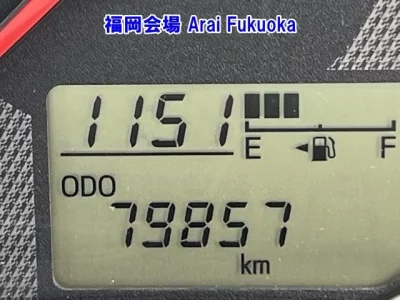 福岡会場 Arai Fukuoka
1151
E F
ODO
79857
km